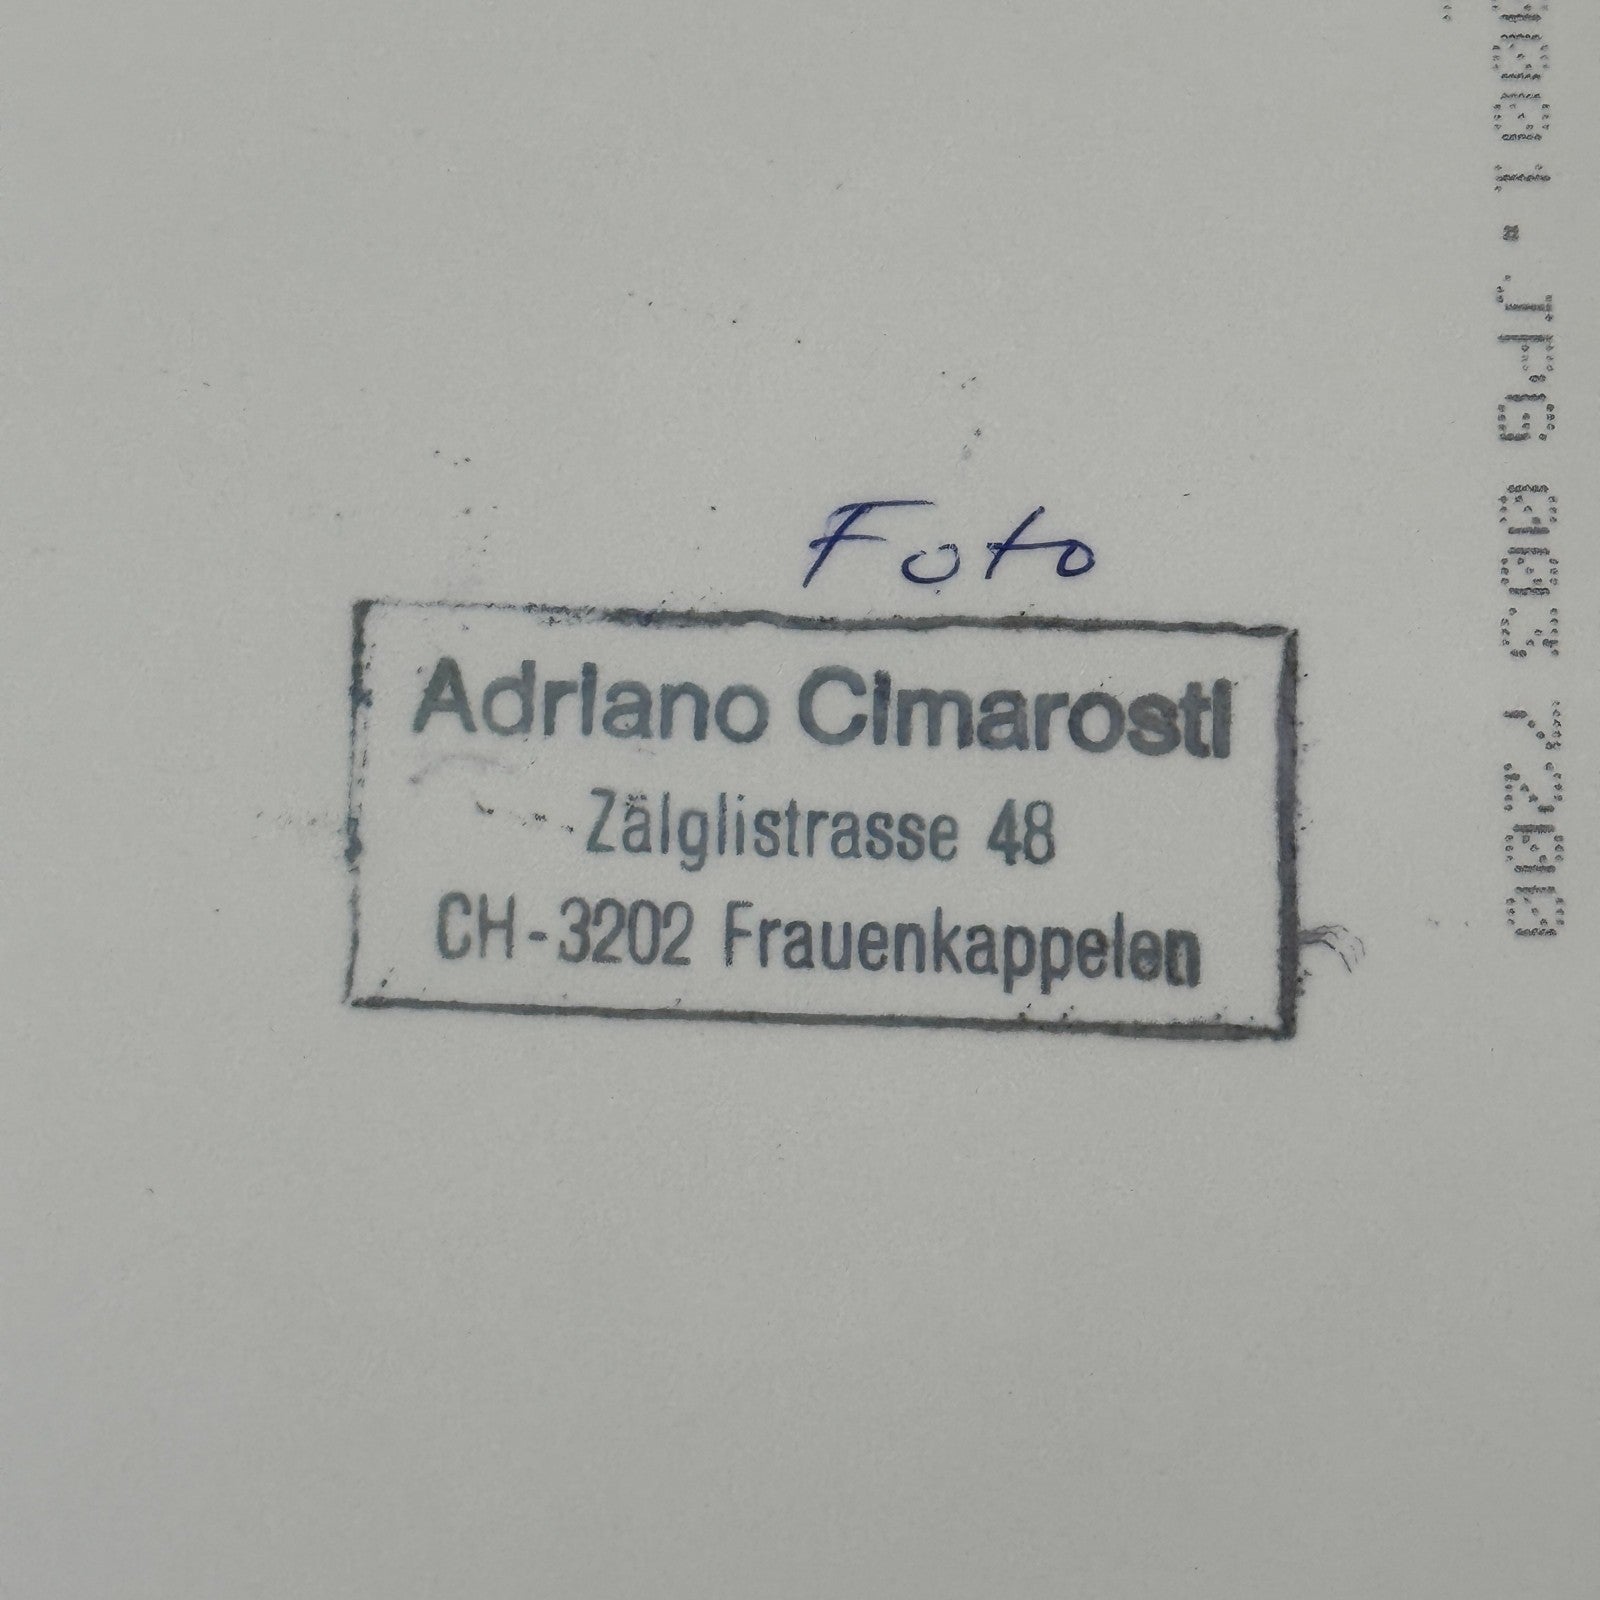 Foto
Adriano Cimarosti
Zälglistrasse 48
CH-3202 Frauenkappelen